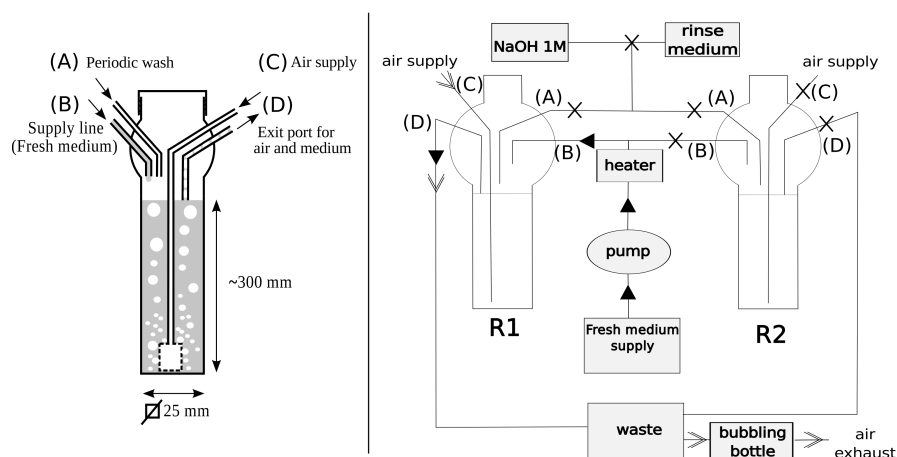 (A) Periodic wash
(C) Air supply
(B)
(D)
Supply line
(Fresh medium)
Exit port for
air and medium
~300 mm
25 mm
NaOH 1M
rinse
medium
air supply
air supply
(C)
(A)
(A)
(C)
(D)
(B)
(B)
(D)
heater
pump
R1
R2
Fresh medium
supply
waste
bubbling
bottle
air
exhaust